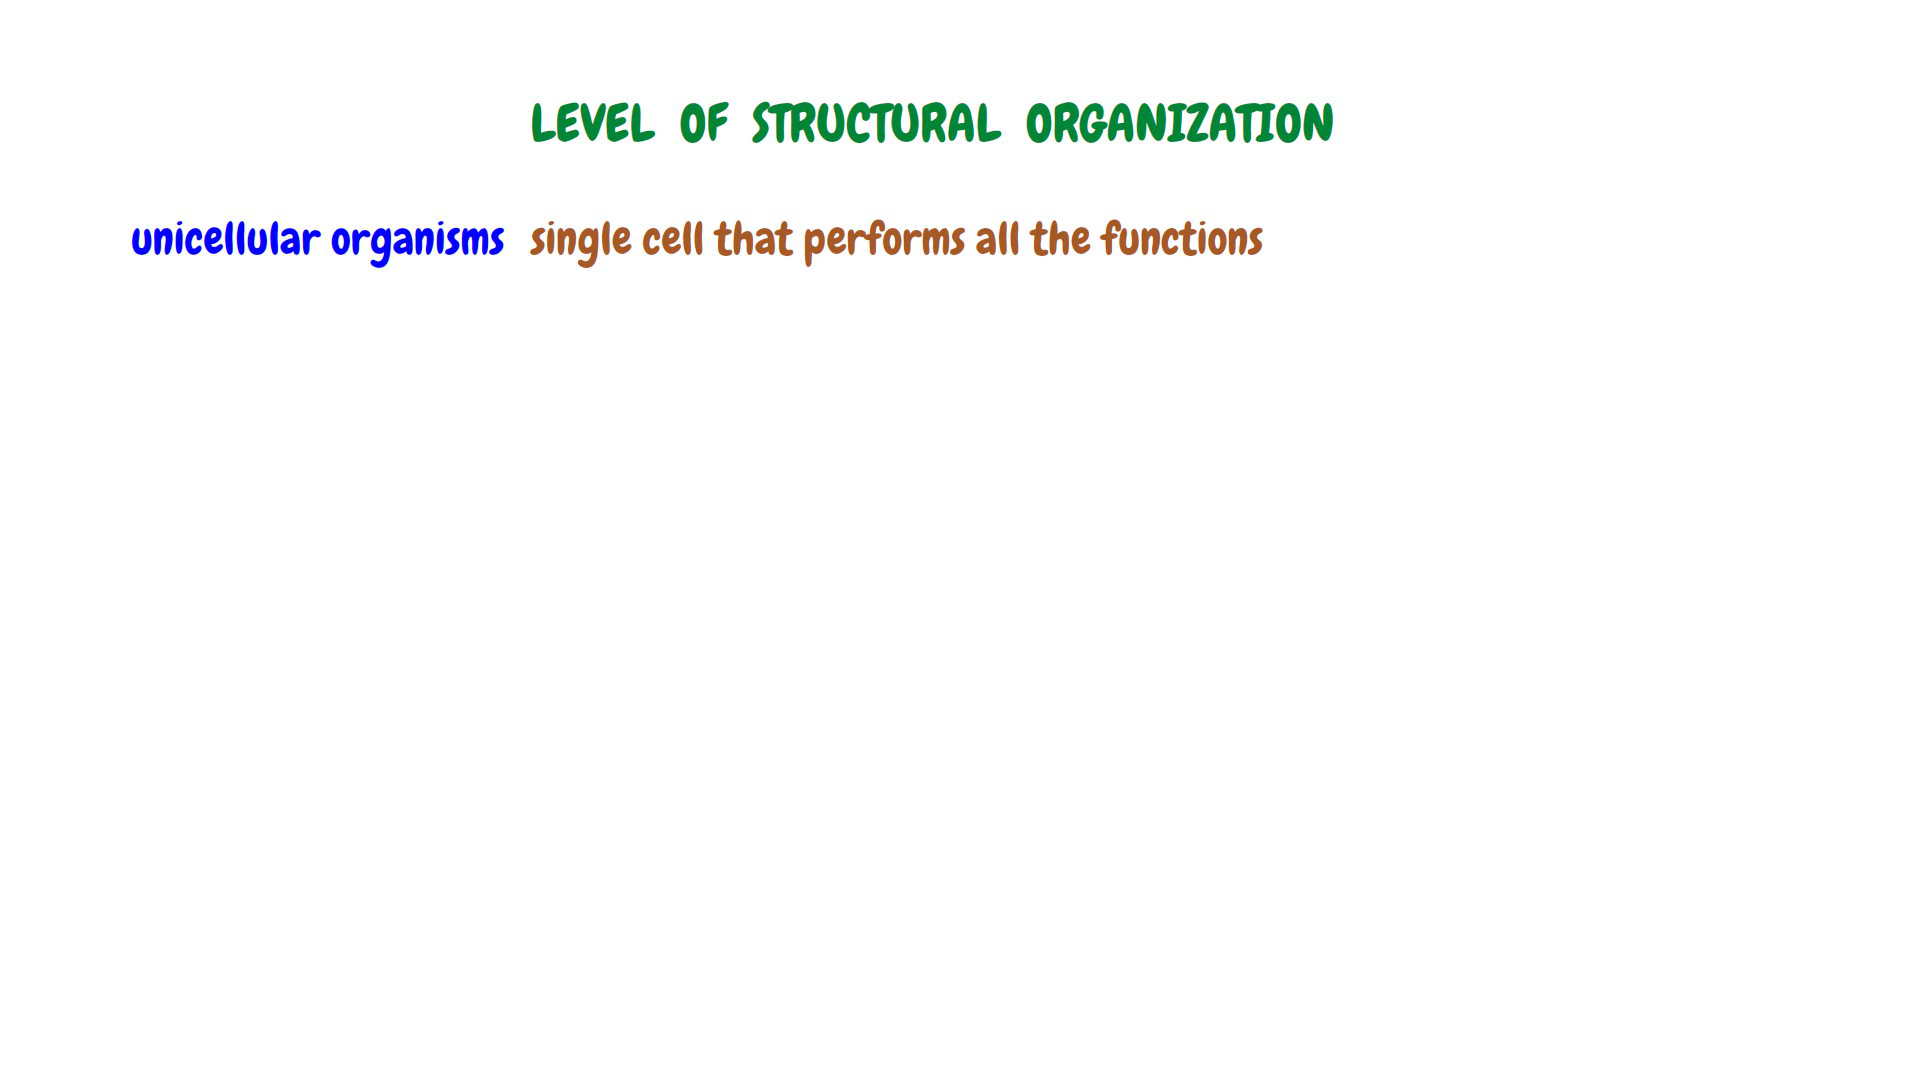 LEVEL OF STRUCTURAL ORGANIZATION
unicellular organisms single cell that performs all the functions